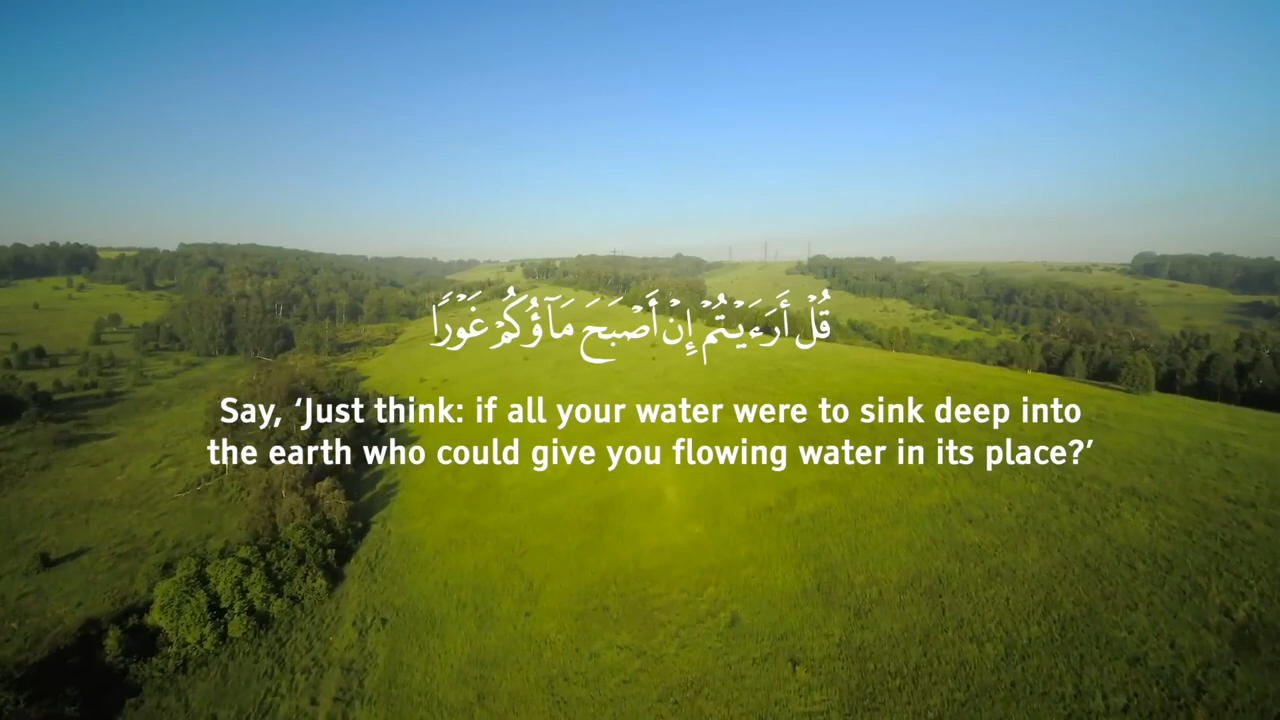 قُلْ أَرَءَيْتُمْ إِنْ أَصْبَحَ مَآؤُكُمْ غَوْرًا
Say, ‘Just think: if all your water were to sink deep into
the earth who could give you flowing water in its place?’